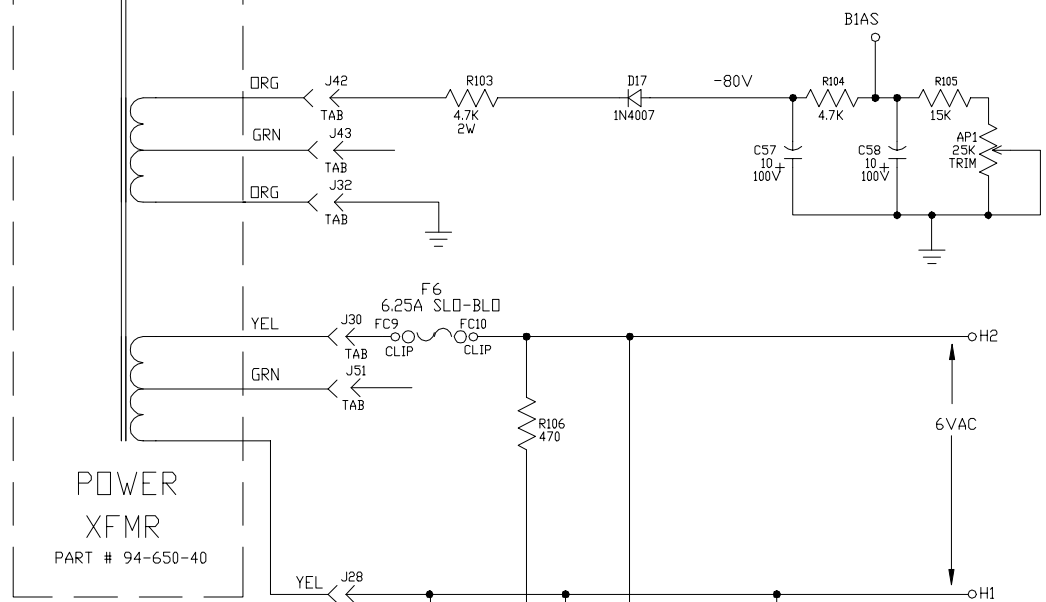 B1AS
ORG
J42
TAB
R103
4.7K
2W
D17
1N4007
-80V
R104
4.7K
R105
15K
GRN
J43
TAB
C57
10
+
100V
C58
10
+
100V
AP1
25K
TRIM
ORG
J32
TAB
F6
6.25A SLO-BLO
YEL
J30
TAB
FC9
CLIP
FC10
CLIP
H2
GRN
J51
TAB
R106
470
6VAC
POWER
XFMR
PART # 94-650-40
YEL
J28
H1